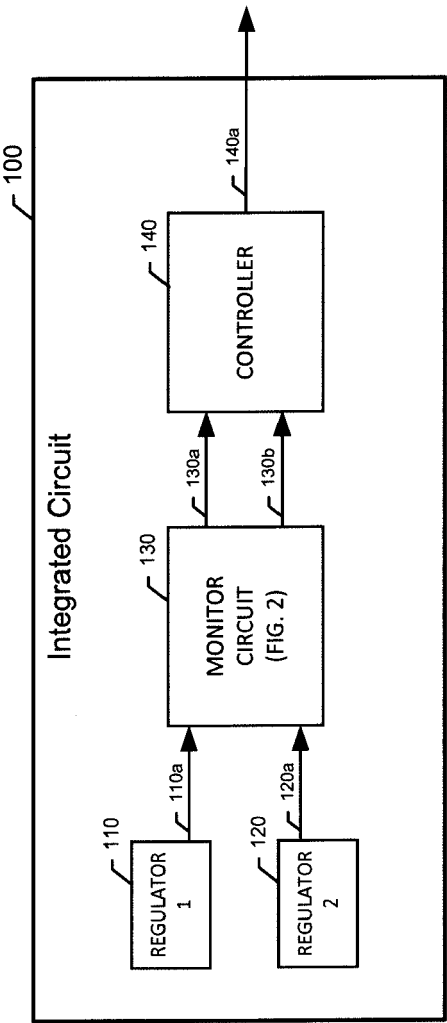 100
Integrated Circuit
110
REGULATOR
1
110a
120
REGULATOR
2
120a
130
MONITOR
CIRCUIT
(FIG. 2)
130a
130b
140
CONTROLLER
140a